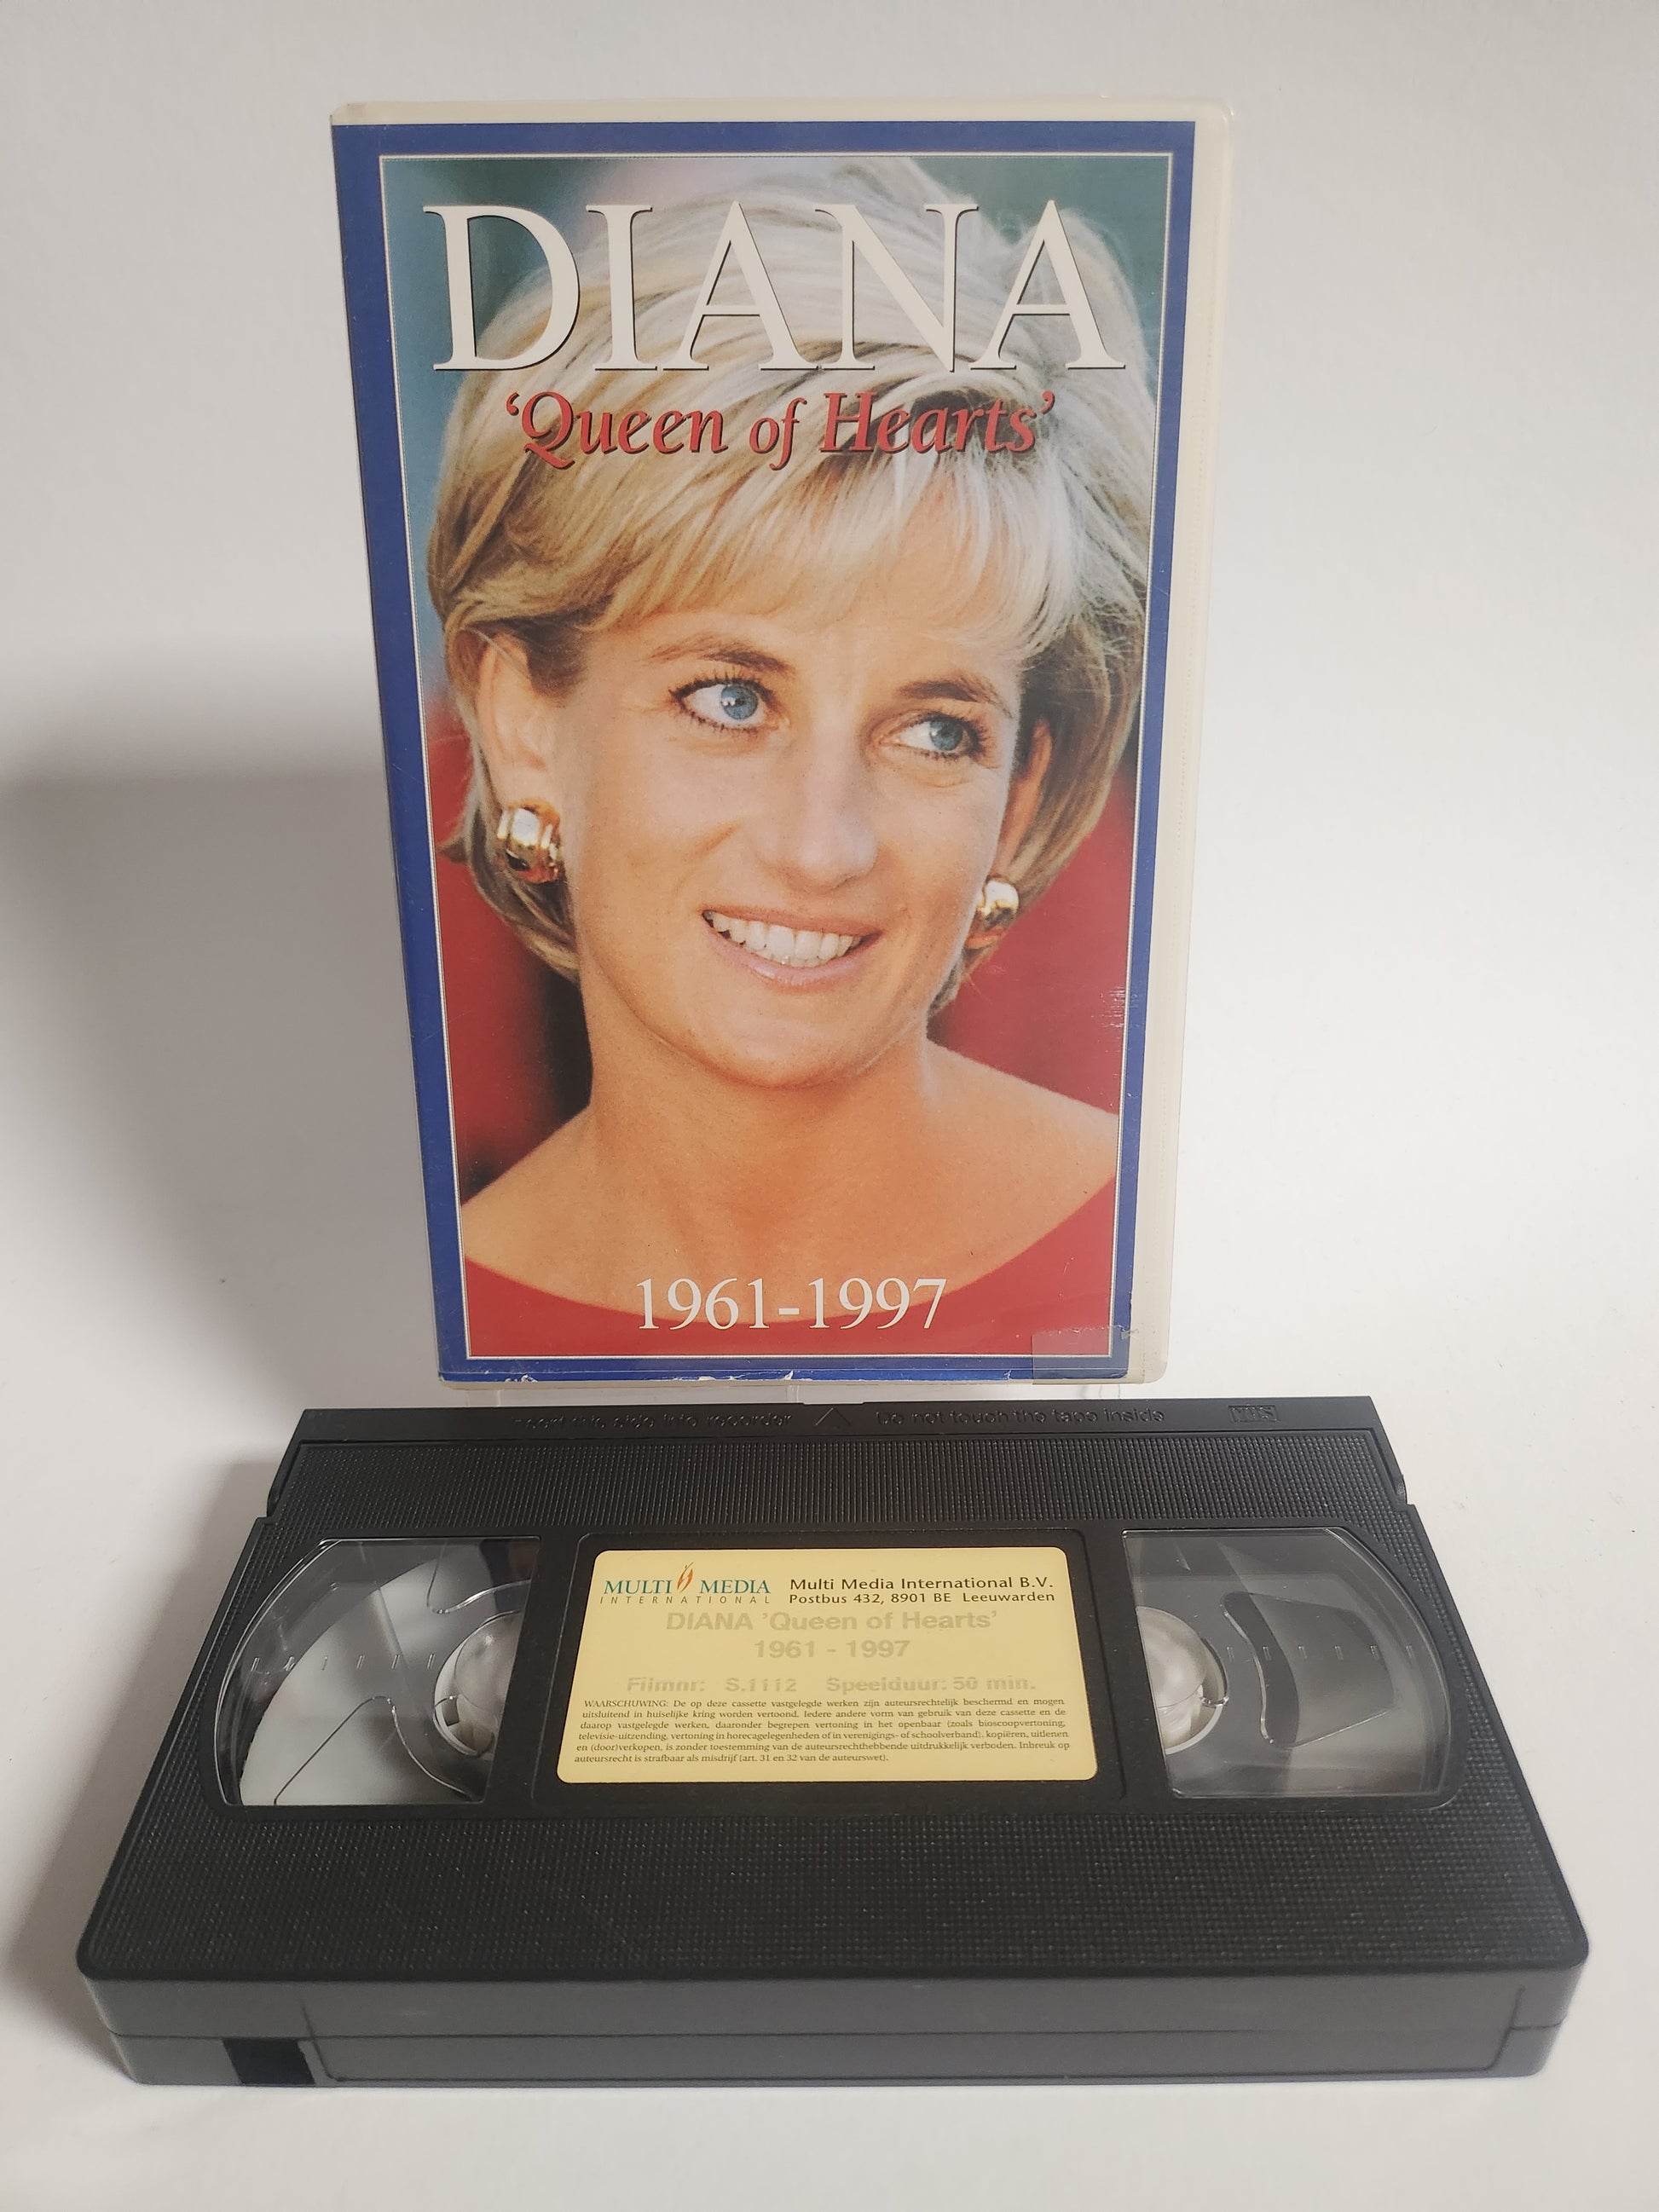 DIANA
‘Queen of Hearts’
1961-1997
side into recorder Do not touch the tape inside VHS
MULTI MEDIA
INTERNATIONAL
Multi Media International B.V.
Postbus 432, 8901 BE Leeuwarden
DIANA 'Queen of Hearts'
1961 - 1997
Filmnr: S.1112 Speelduur: 50 min.
WAARSCHUWING: De op deze cassette vastgelegde werken zijn auteursrechtelijk beschermd en mogen
uitsluitend in huiselijke kring worden vertoond. Iedere andere vorm van gebruik van deze cassette en de
daarop vastgelegde werken, daaronder begrepen vertoning in het openbaar (zoals bioscoopvertoning,
televisie-uitzending, vertoning in horecagelegenheden of in verenigings- of schoolverband), kopiëren, uitlenen
en (door)verkopen, is zonder toestemming van de auteursrechthebbende uitdrukkelijk verboden. Inbreuk op
auteursrecht is strafbaar als misdrijf (art. 31 en 32 van de auteurswet).